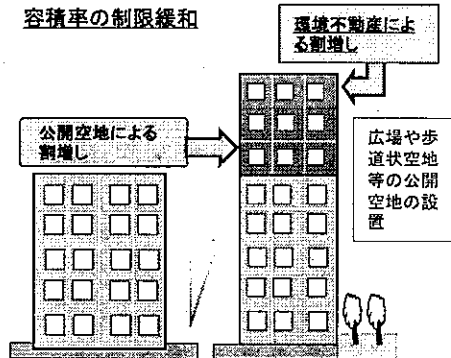 容積率の制限緩和
環境不動産によ
る割増し
公開空地による
割増し
広場や歩
道状空地
等の公開
空地の設
置